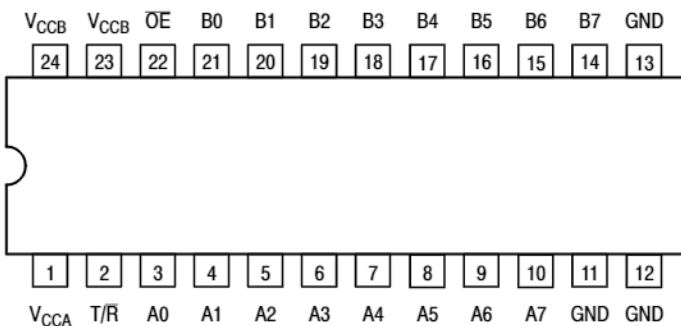 VCCB VCCB O̅E̅ B0 B1 B2 B3 B4 B5 B6 B7 GND
24 23 22 21 20 19 18 17 16 15 14 13
1 2 3 4 5 6 7 8 9 10 11 12
VCCA T/R̅ A0 A1 A2 A3 A4 A5 A6 A7 GND GND